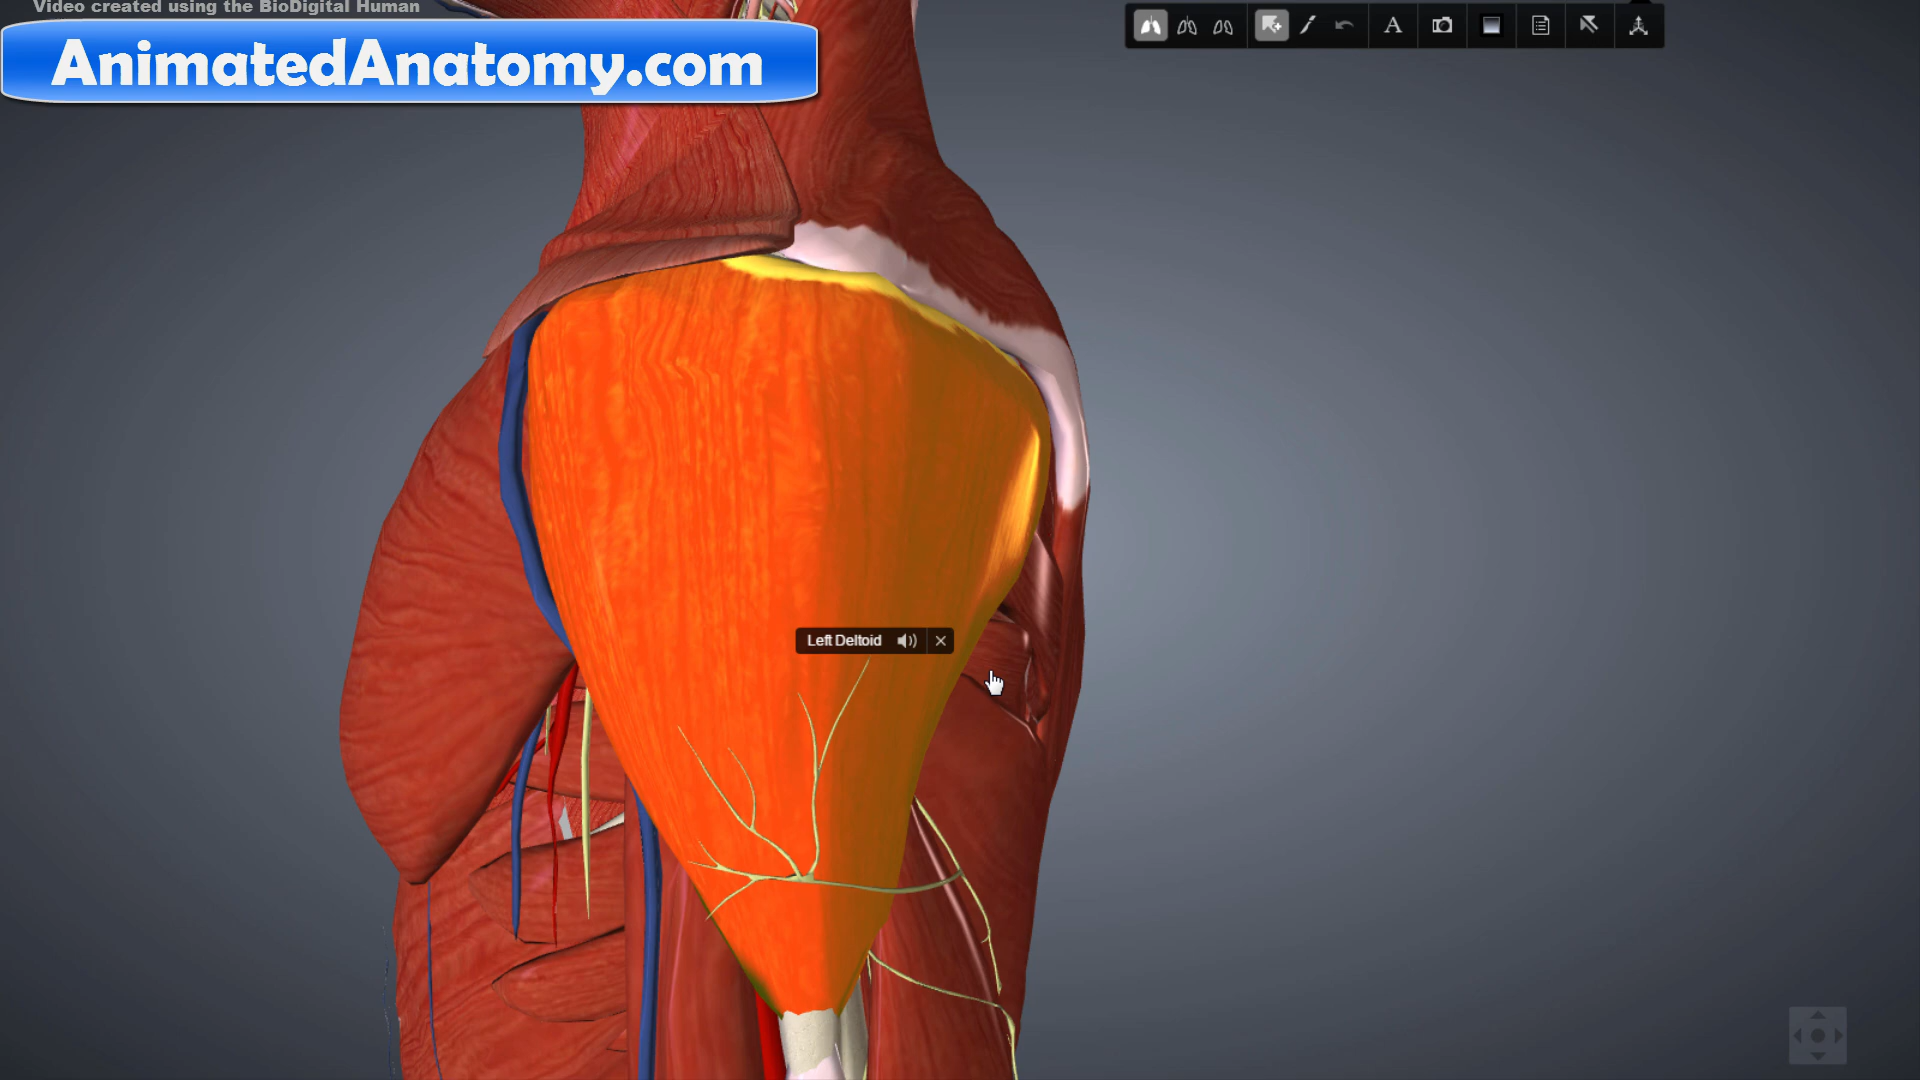 Video created using the BioDigital Human
AnimatedAnatomy.com
A
Left Deltoid